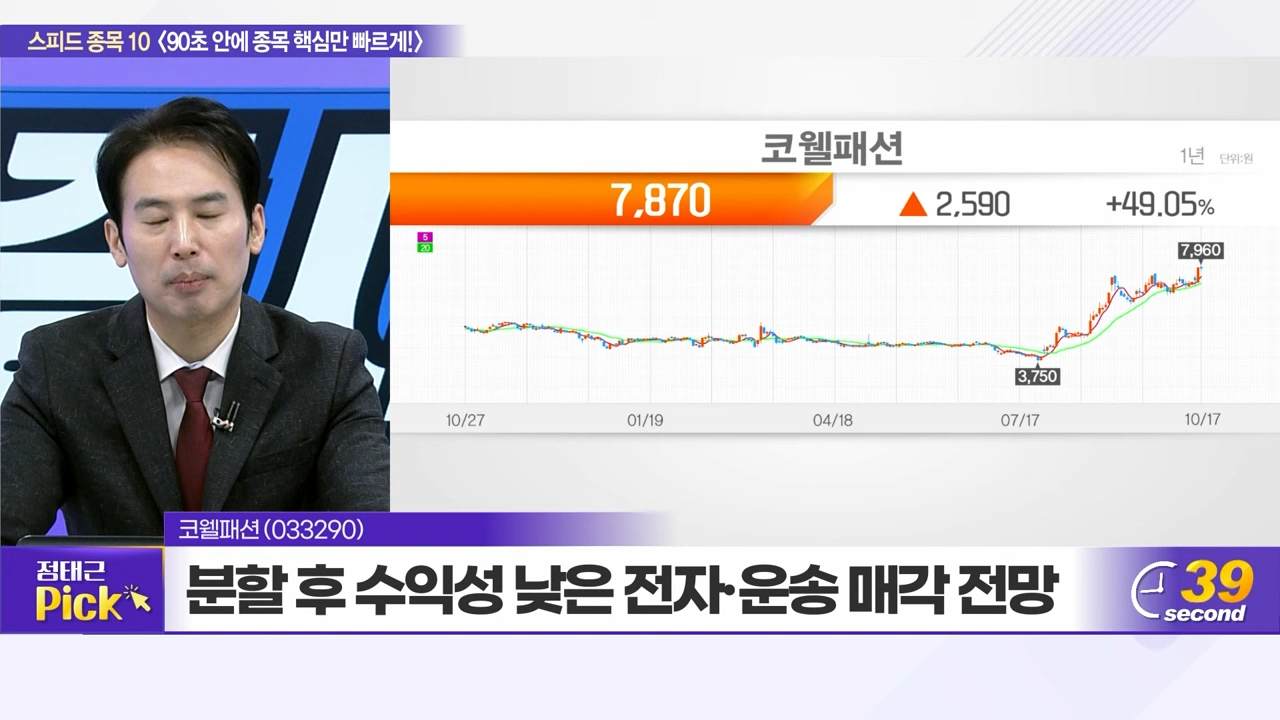 스피드 종목 10 〈90초 안에 종목 핵심만 빠르게!〉
코웰패션
1년 단위:원
7,870 ▲ 2,590 +49.05%
5
20
7,960
3,750
10/27 01/19 04/18 07/17 10/17
코웰패션 (033290)
정태근
Pick
분할 후 수익성 낮은 전자·운송 매각 전망
39
second